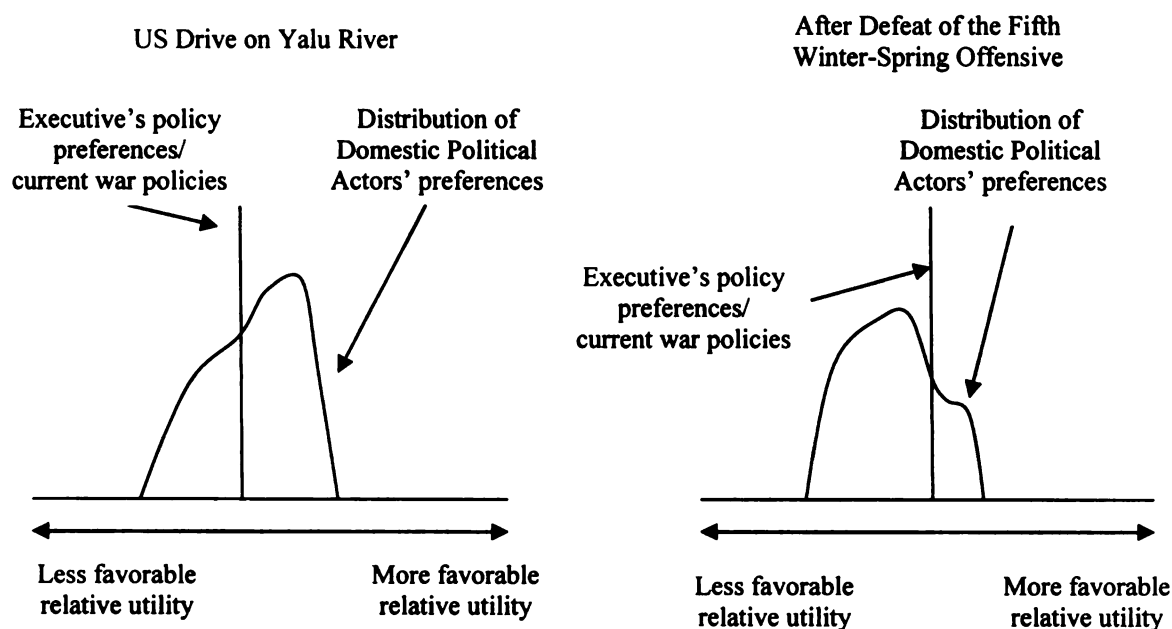 US Drive on Yalu River
Executive's policy
preferences/
current war policies
Distribution of
Domestic Political
Actors' preferences
Less favorable
relative utility
More favorable
relative utility
After Defeat of the Fifth
Winter-Spring Offensive
Distribution of
Domestic Political
Actors' preferences
Executive's policy
preferences/
current war policies
Less favorable
relative utility
More favorable
relative utility